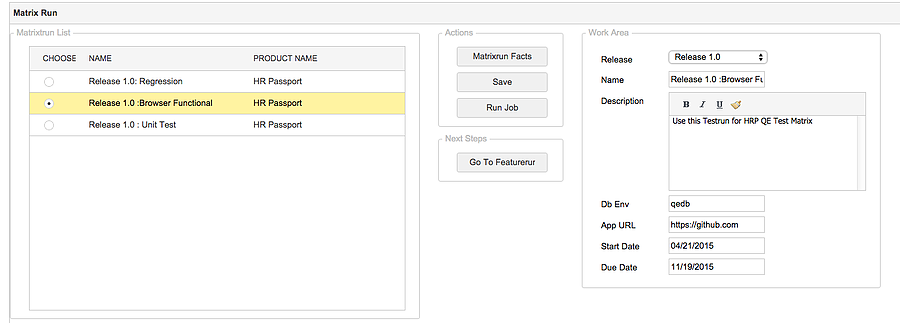 Matrix Run
Matrixtrun List
CHOOSE NAME PRODUCT NAME
Release 1.0: Regression HR Passport
Release 1.0 :Browser Functional HR Passport
Release 1.0 : Unit Test HR Passport
Actions
Matrixrun Facts
Save
Run Job
Next Steps
Go To Featurerur
Work Area
Release Release 1.0
Name Release 1.0 :Browser Fu
Description
B I U
Use this Testrun for HRP QE Test Matrix
Db Env qedb
App URL https://github.com
Start Date 04/21/2015
Due Date 11/19/2015